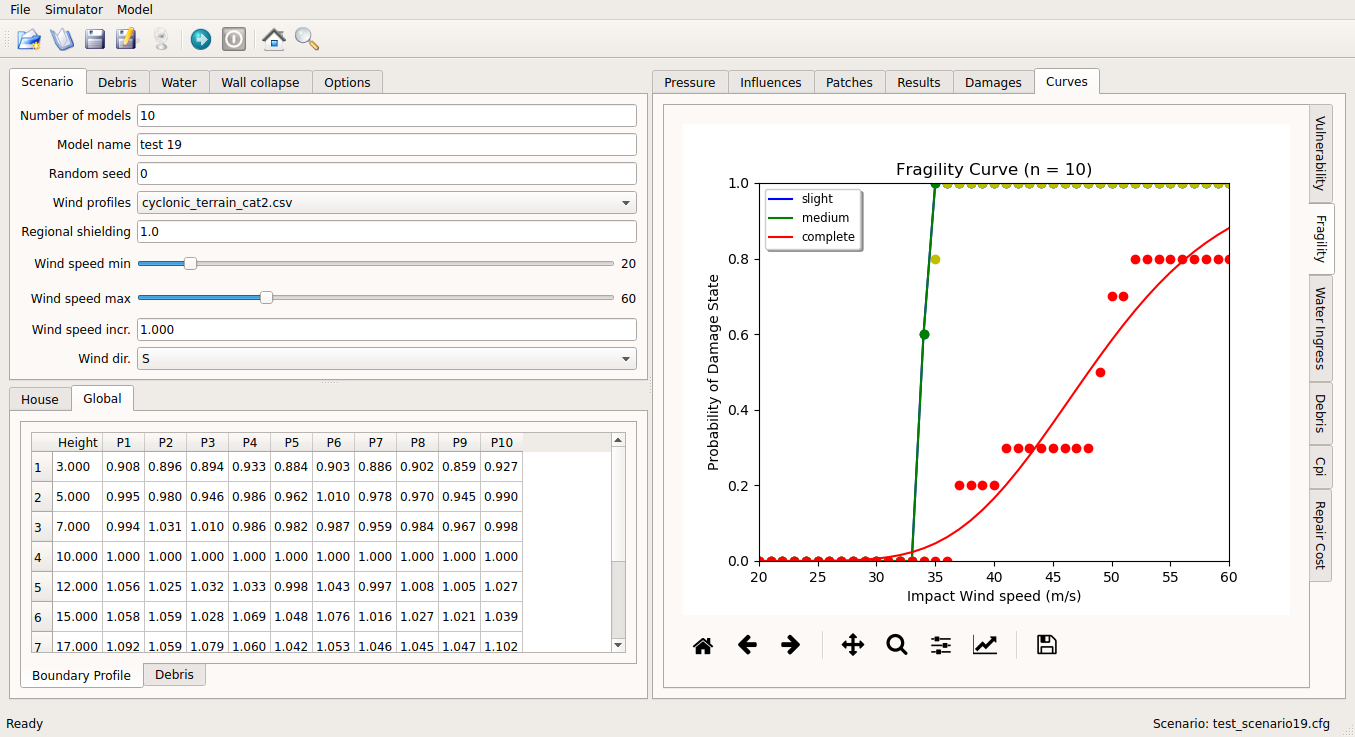 File Simulator Model
Scenario Debris Water Wall collapse Options
Number of models 10
Model name test 19
Random seed 0
Wind profiles cyclonic_terrain_cat2.csv
Regional shielding 1.0
Wind speed min 20
Wind speed max 60
Wind speed incr. 1.000
Wind dir. S
House Global
Height P1 P2 P3 P4 P5 P6 P7 P8 P9 P10
1 3.000 0.908 0.896 0.894 0.933 0.884 0.903 0.886 0.902 0.859 0.927
2 5.000 0.995 0.980 0.946 0.986 0.962 1.010 0.978 0.970 0.945 0.990
3 7.000 0.994 1.031 1.010 0.986 0.982 0.987 0.959 0.984 0.967 0.998
4 10.000 1.000 1.000 1.000 1.000 1.000 1.000 1.000 1.000 1.000 1.000
5 12.000 1.056 1.025 1.032 1.033 0.998 1.043 0.997 1.008 1.005 1.027
6 15.000 1.058 1.059 1.028 1.069 1.048 1.076 1.016 1.027 1.021 1.039
7 17.000 1.092 1.059 1.079 1.060 1.042 1.053 1.046 1.045 1.047 1.102
Boundary Profile Debris
Pressure Influences Patches Results Damages Curves
Fragility Curve (n = 10)
slight
medium
complete
Probability of Damage State
1.0
0.8
0.6
0.4
0.2
0.0
20 25 30 35 40 45 50 55 60
Impact Wind speed (m/s)
Vulnerability
Fragility
Water Ingress
Debris
Cpi
Repair Cost
Ready
Scenario: test_scenario19.cfg